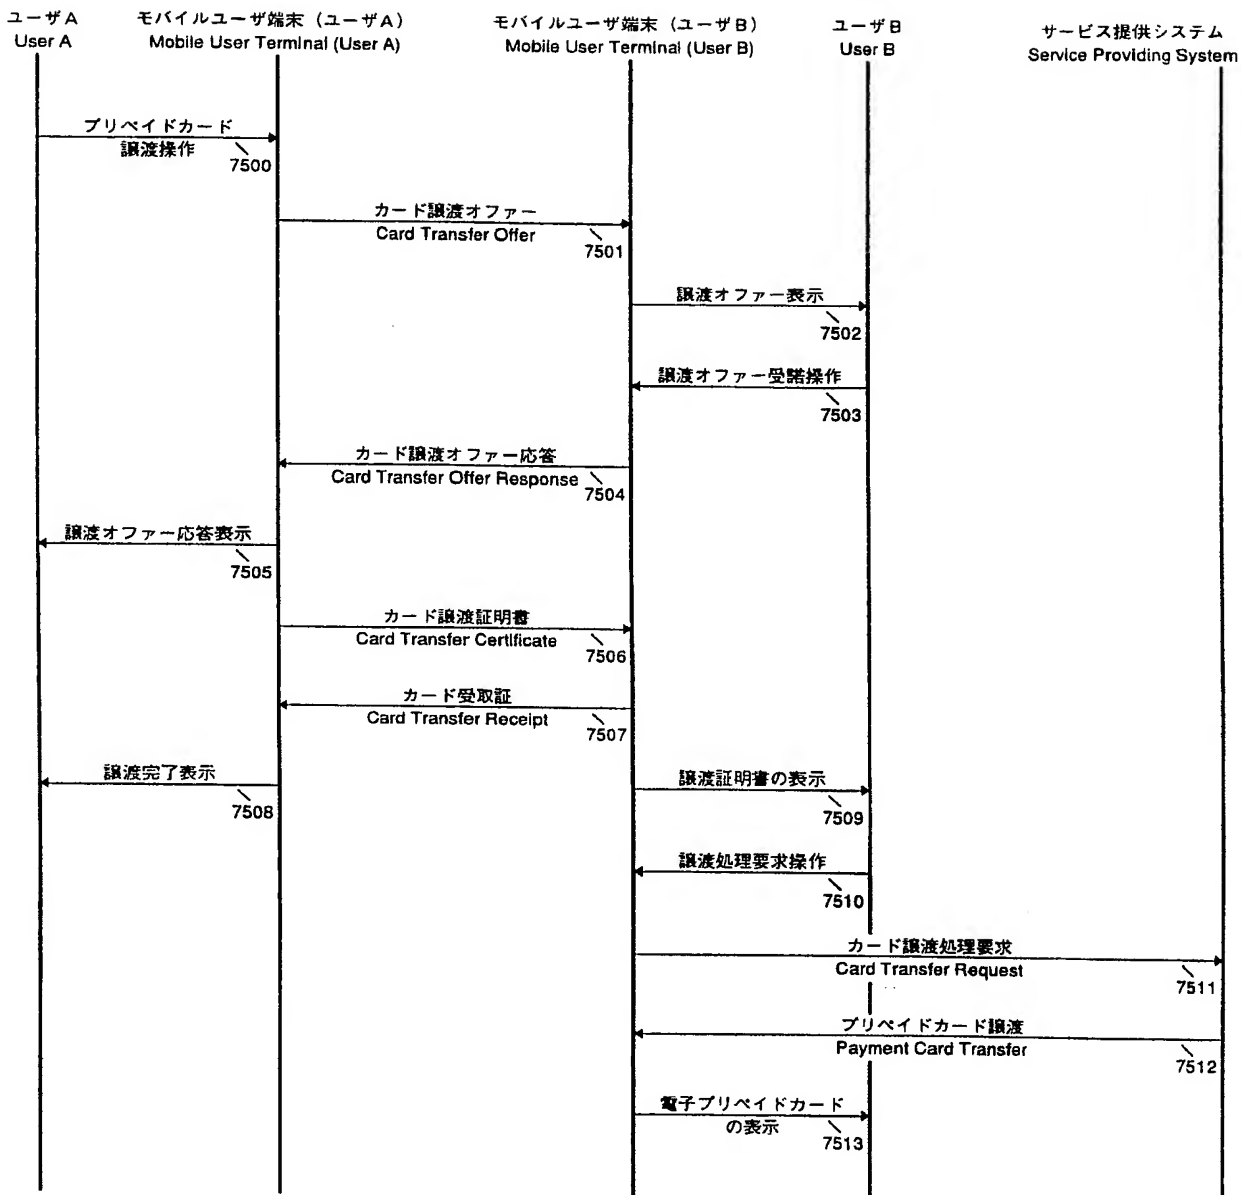 ユーザA
User A
モバイルユーザ端末（ユーザA）
Mobile User Terminal (User A)
モバイルユーザ端末（ユーザB）
Mobile User Terminal (User B)
ユーザB
User B
サービス提供システム
Service Providing System
プリペイドカード
譲渡操作
7500
カード譲渡オファー
Card Transfer Offer
7501
譲渡オファー表示
7502
譲渡オファー受諾操作
7503
カード譲渡オファー応答
Card Transfer Offer Response
7504
譲渡オファー応答表示
7505
カード譲渡証明書
Card Transfer Certificate
7506
カード受取証
Card Transfer Receipt
7507
譲渡完了表示
7508
譲渡証明書の表示
7509
譲渡処理要求操作
7510
カード譲渡処理要求
Card Transfer Request
7511
プリペイドカード譲渡
Payment Card Transfer
7512
電子プリペイドカード
の表示
7513